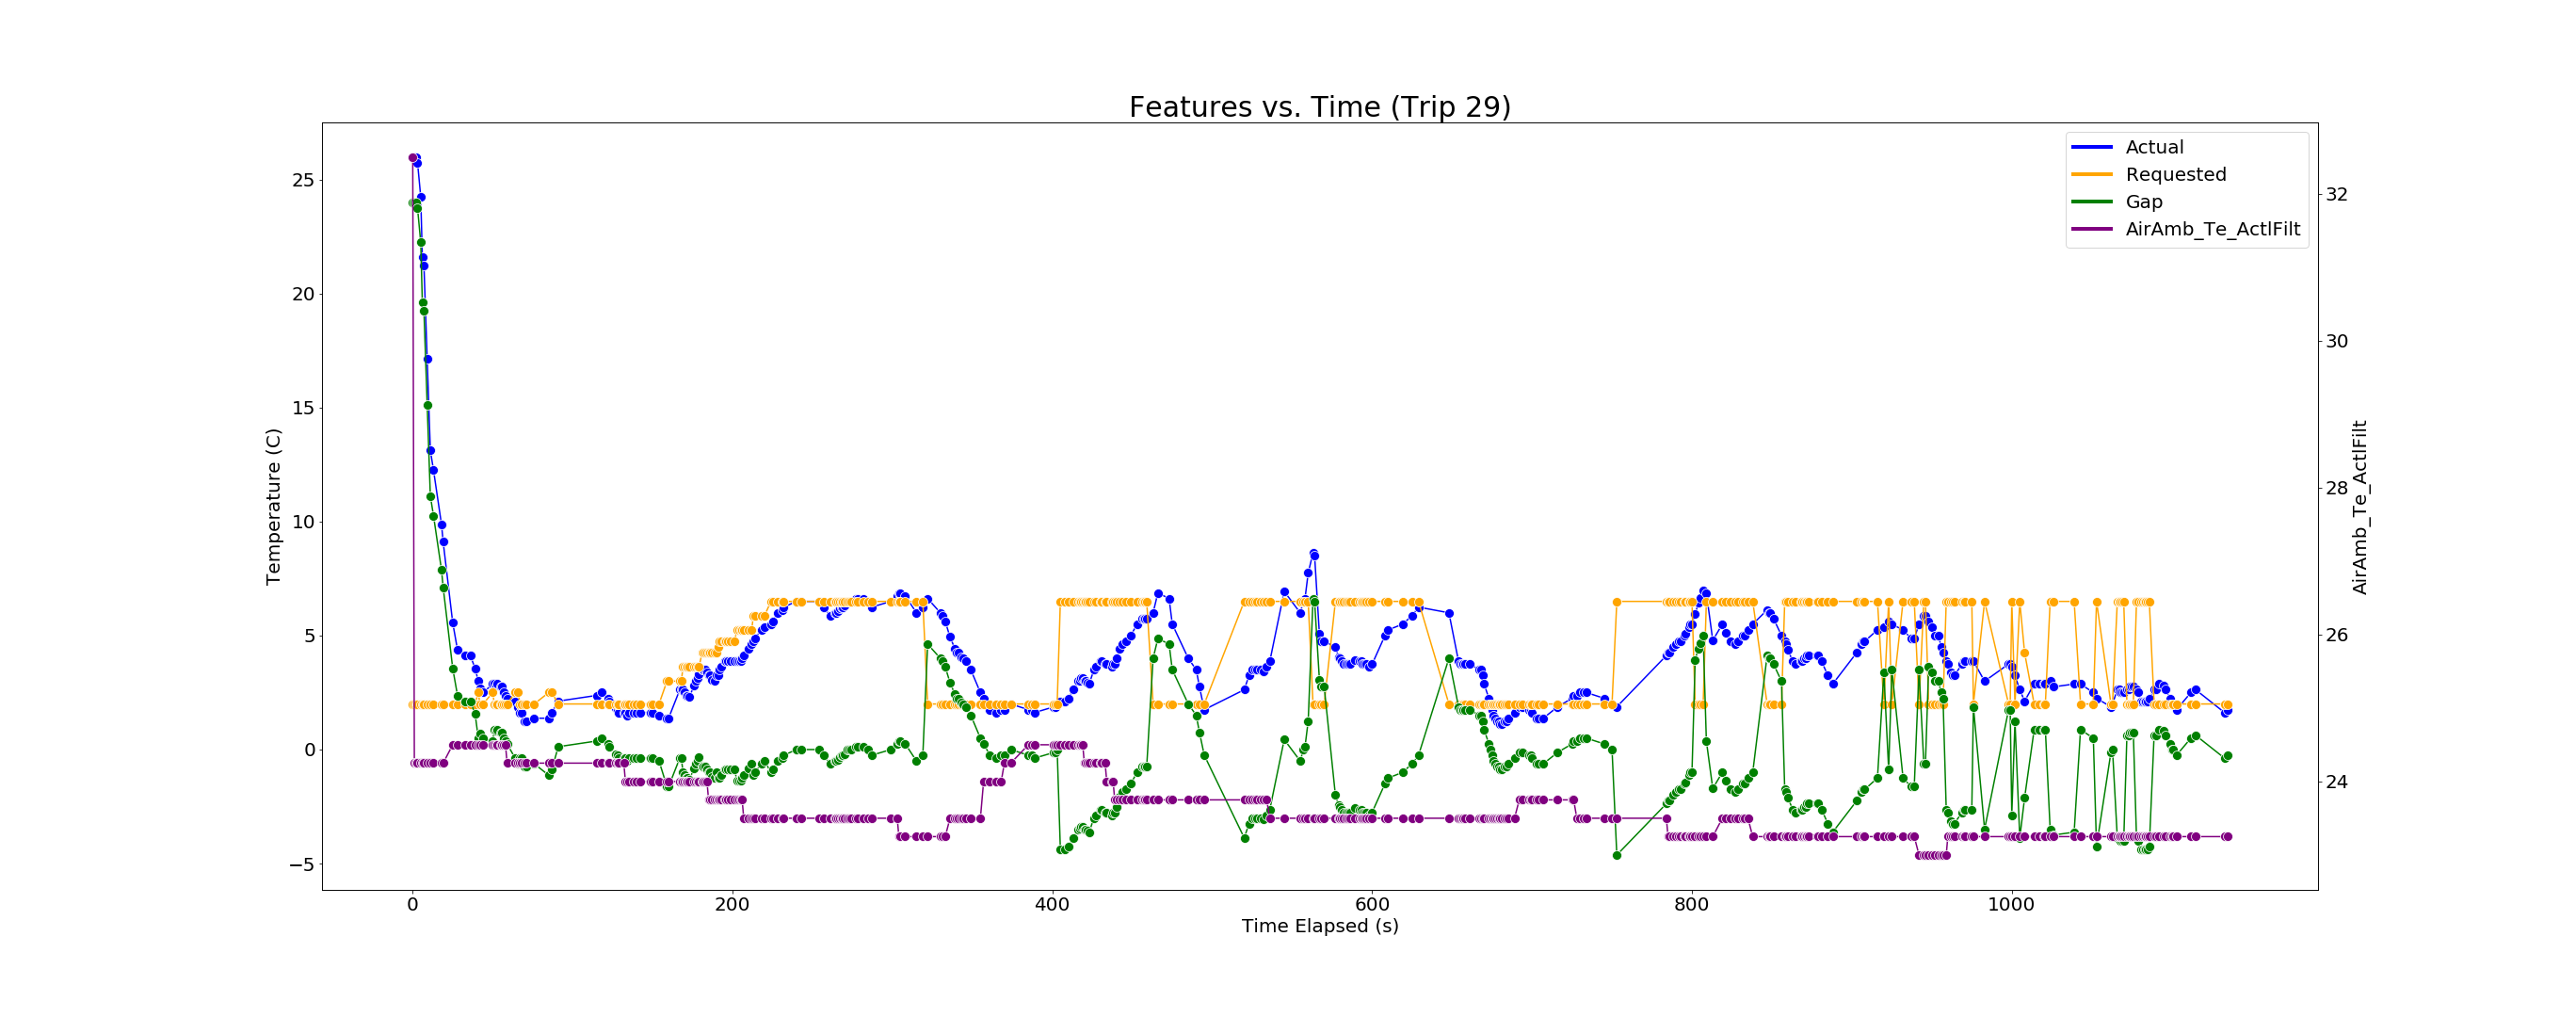 Features vs. Time (Trip 29)
Actual
Requested
Gap
AirAmb_Te_ActlFilt
25
20
15
10
5
0
−5
Temperature (C)
32
30
28
26
24
AirAmb_Te_ActlFilt
0 200 400 600 800 1000
Time Elapsed (s)